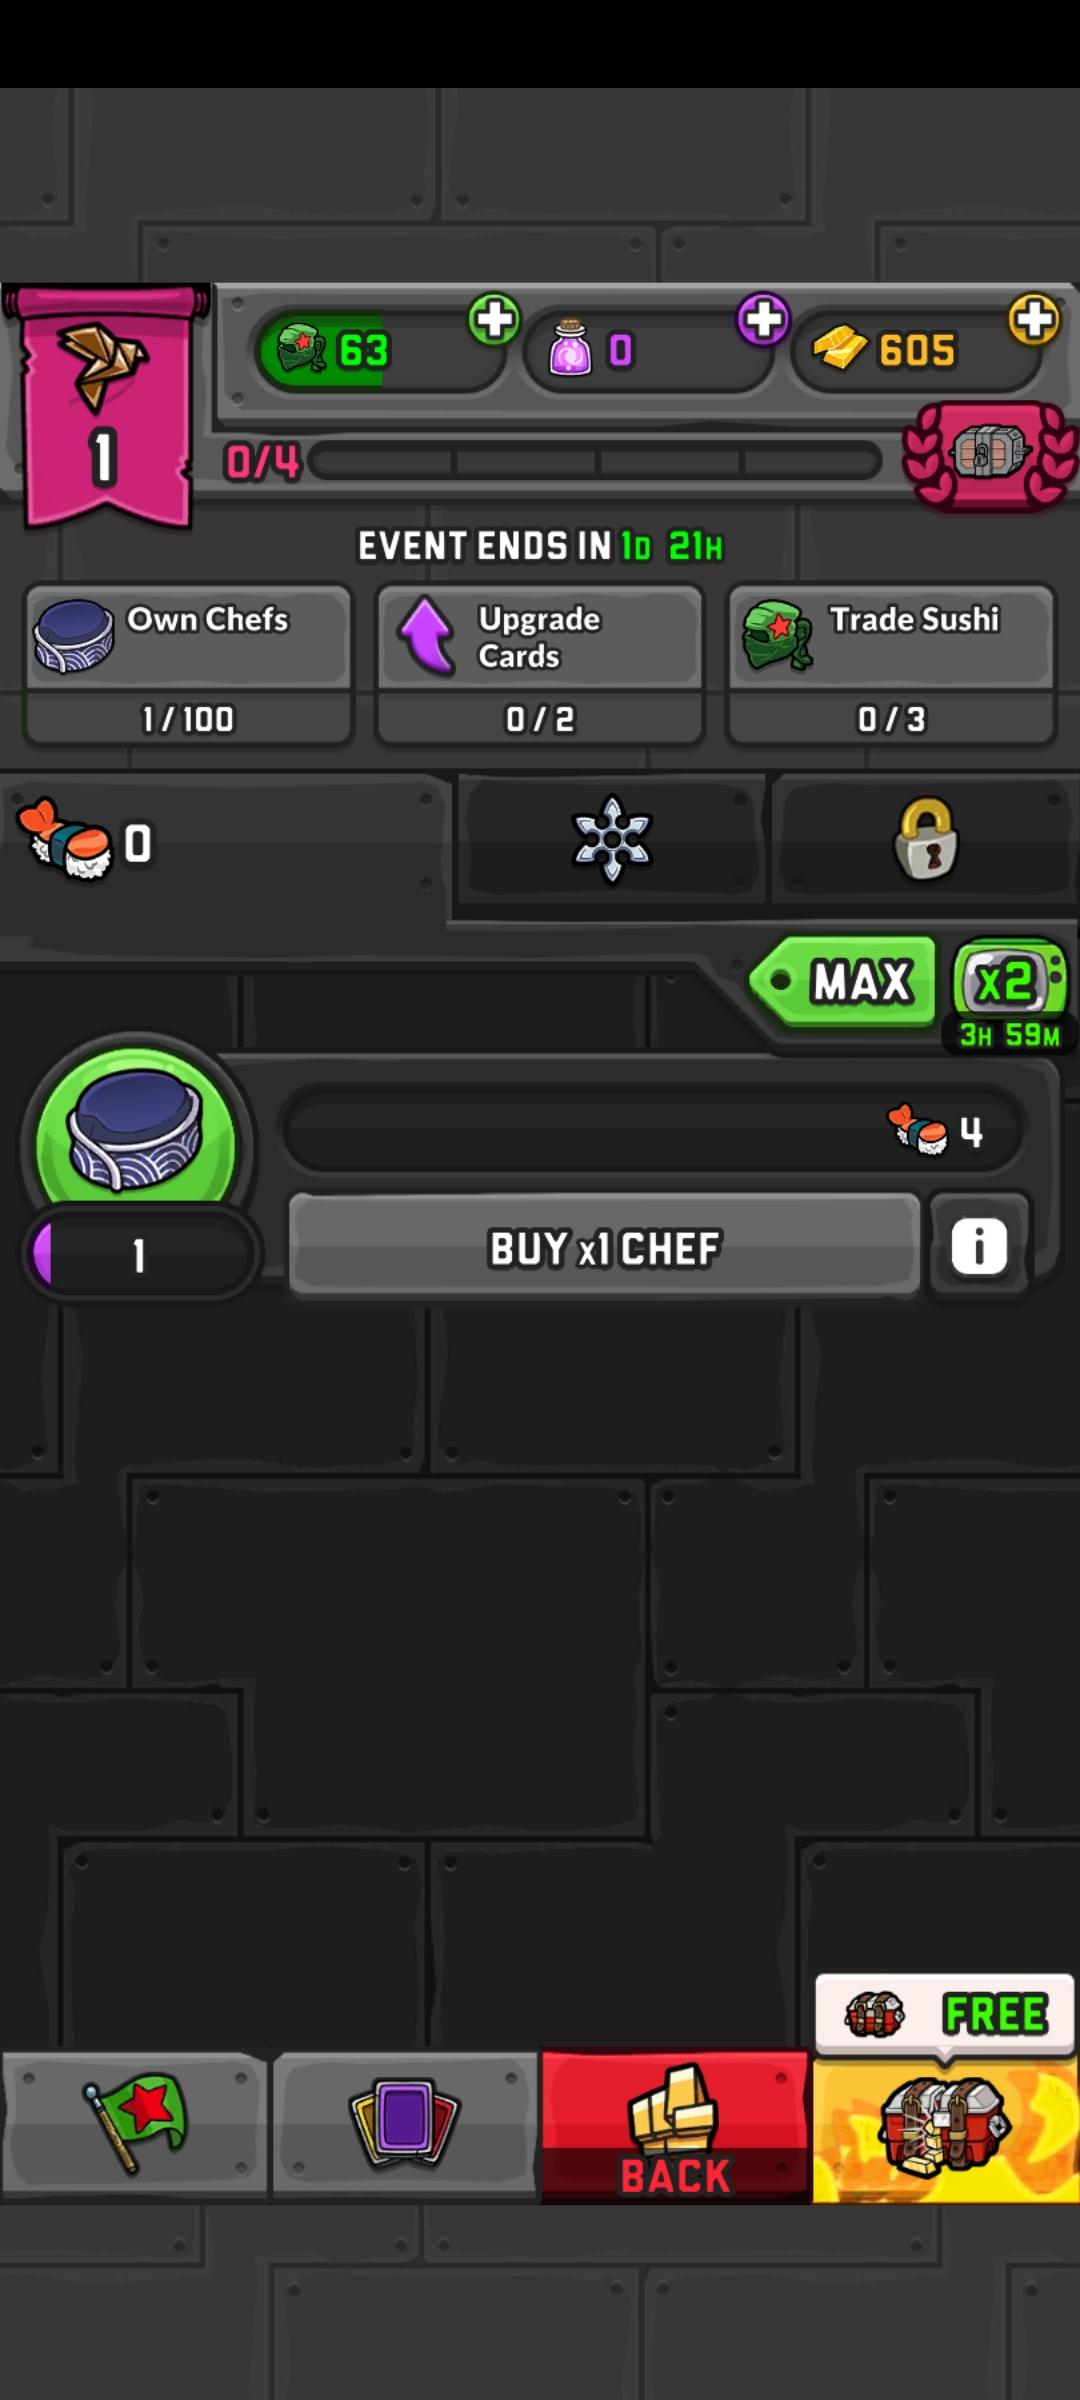 63
0
605
1
0/4
EVENT ENDS IN 1D 21H
Own Chefs
Upgrade
Cards
Trade Sushi
1/100
0/2
0/3
0
MAX
x2
3H 59M
4
1
BUY x1 CHEF
i
FREE
BACK